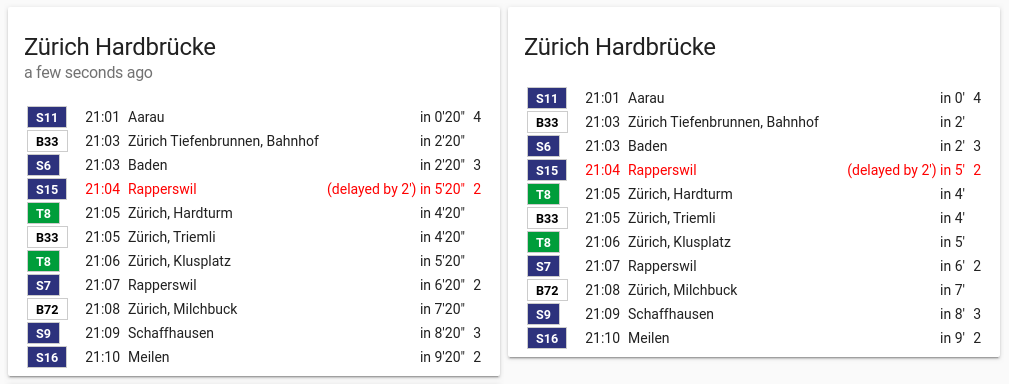 Zürich Hardbrücke
a few seconds ago
S11 21:01 Aarau in 0'20" 4
B33 21:03 Zürich Tiefenbrunnen, Bahnhof in 2'20"
S6 21:03 Baden in 2'20" 3
S15 21:04 Rapperswil (delayed by 2') in 5'20" 2
T8 21:05 Zürich, Hardturm in 4'20"
B33 21:05 Zürich, Triemli in 4'20"
T8 21:06 Zürich, Klusplatz in 5'20"
S7 21:07 Rapperswil in 6'20" 2
B72 21:08 Zürich, Milchbuck in 7'20"
S9 21:09 Schaffhausen in 8'20" 3
S16 21:10 Meilen in 9'20" 2
Zürich Hardbrücke
S11 21:01 Aarau in 0' 4
B33 21:03 Zürich Tiefenbrunnen, Bahnhof in 2'
S6 21:03 Baden in 2' 3
S15 21:04 Rapperswil (delayed by 2') in 5' 2
T8 21:05 Zürich, Hardturm in 4'
B33 21:05 Zürich, Triemli in 4'
T8 21:06 Zürich, Klusplatz in 5'
S7 21:07 Rapperswil in 6' 2
B72 21:08 Zürich, Milchbuck in 7'
S9 21:09 Schaffhausen in 8' 3
S16 21:10 Meilen in 9' 2